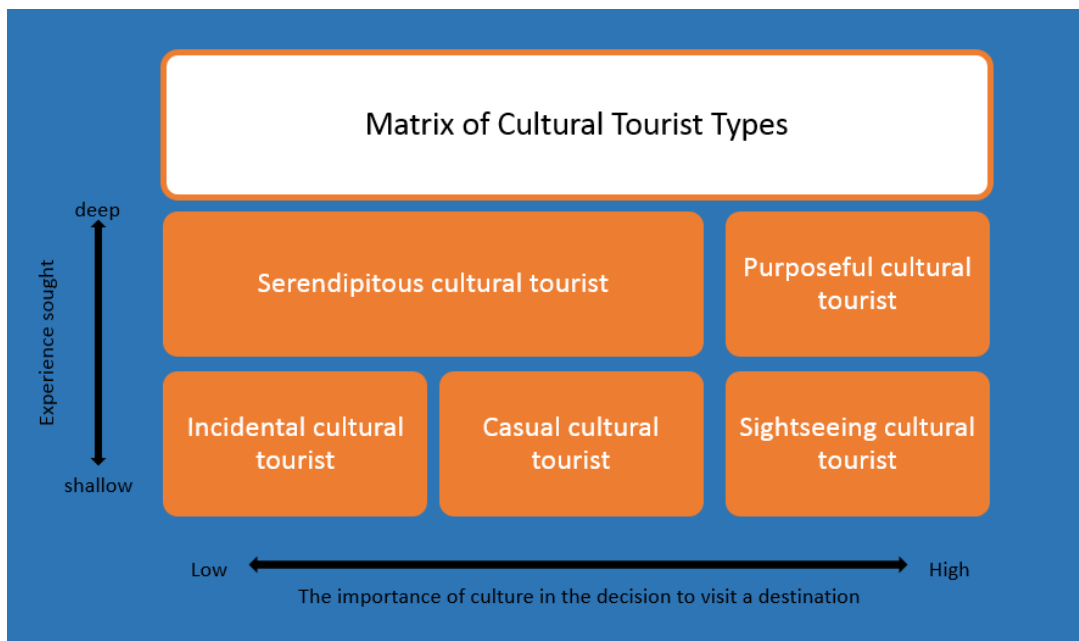 Matrix of Cultural Tourist Types
deep
Experience sought
shallow
Serendipitous cultural tourist
Purposeful cultural
tourist
Incidental cultural
tourist
Casual cultural
tourist
Sightseeing cultural
tourist
Low
High
The importance of culture in the decision to visit a destination